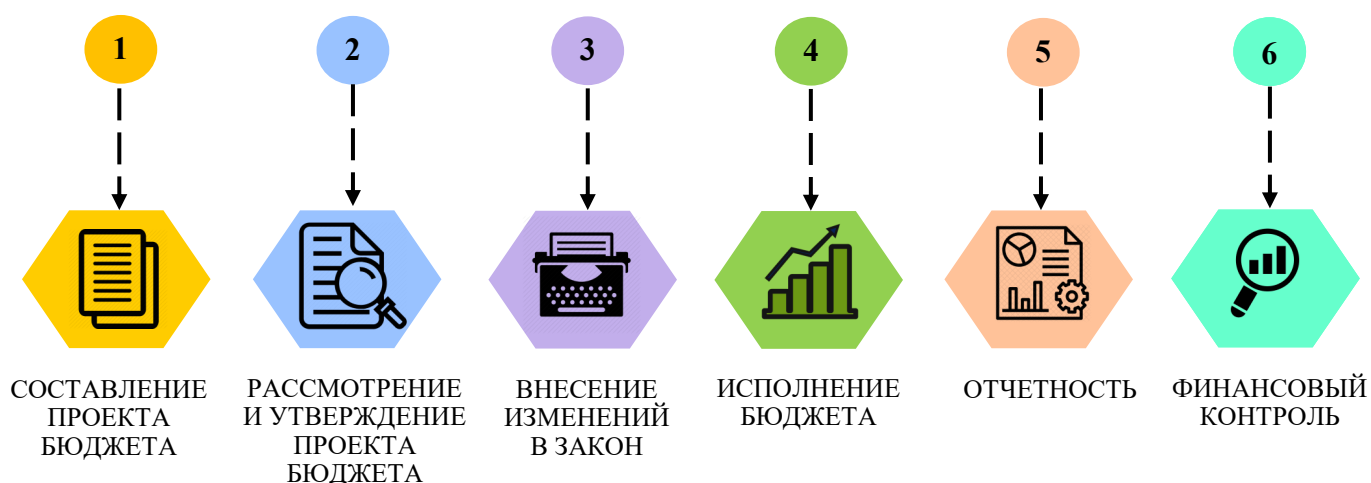 1
2
3
4
5
6
СОСТАВЛЕНИЕ
ПРОЕКТА
БЮДЖЕТА
РАССМОТРЕНИЕ
И УТВЕРЖДЕНИЕ
ПРОЕКТА
БЮДЖЕТА
ВНЕСЕНИЕ
ИЗМЕНЕНИЙ
В ЗАКОН
ИСПОЛНЕНИЕ
БЮДЖЕТА
ОТЧЕТНОСТЬ
ФИНАНСОВЫЙ
КОНТРОЛЬ